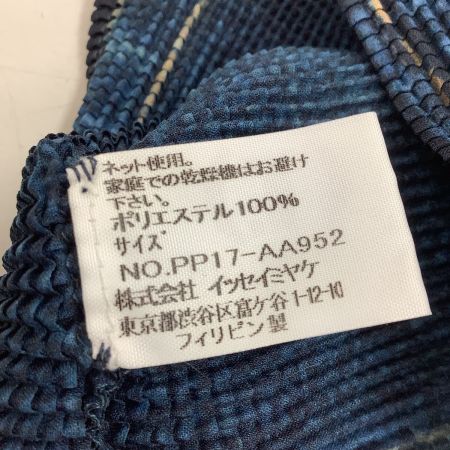 ネット使用。
家庭での乾燥機はお避け
下さい。
ポリエステル100%
サイズ
NO.PP17-AA952
株式会社 イッセイミヤケ
東京都渋谷区富ケ谷1-12-10
フィリピン製